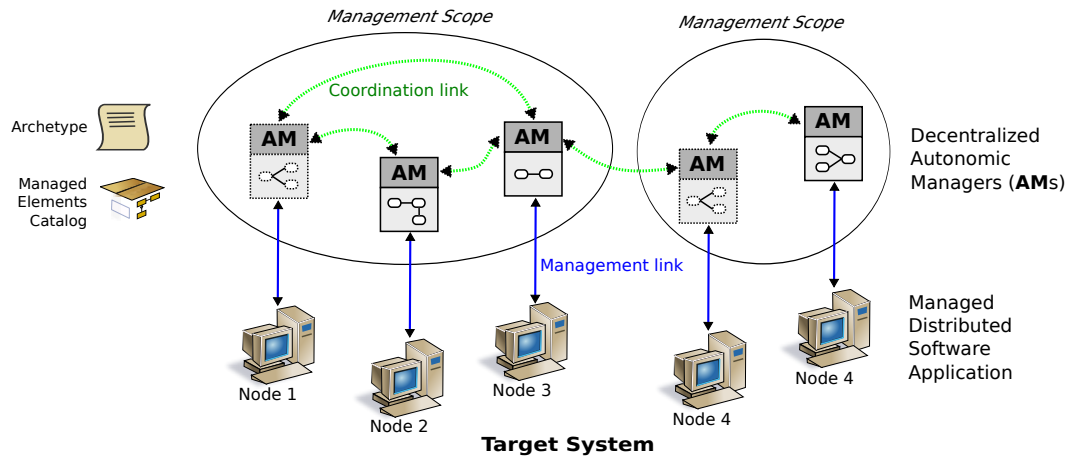 Management Scope
Management Scope
Coordination link
Archetype
AM
AM
AM
AM
AM
Decentralized
Autonomic
Managers (AMs)
Managed
Elements
Catalog
Management link
Managed
Distributed
Software
Application
Node 1
Node 2
Node 3
Node 4
Node 4
Target System